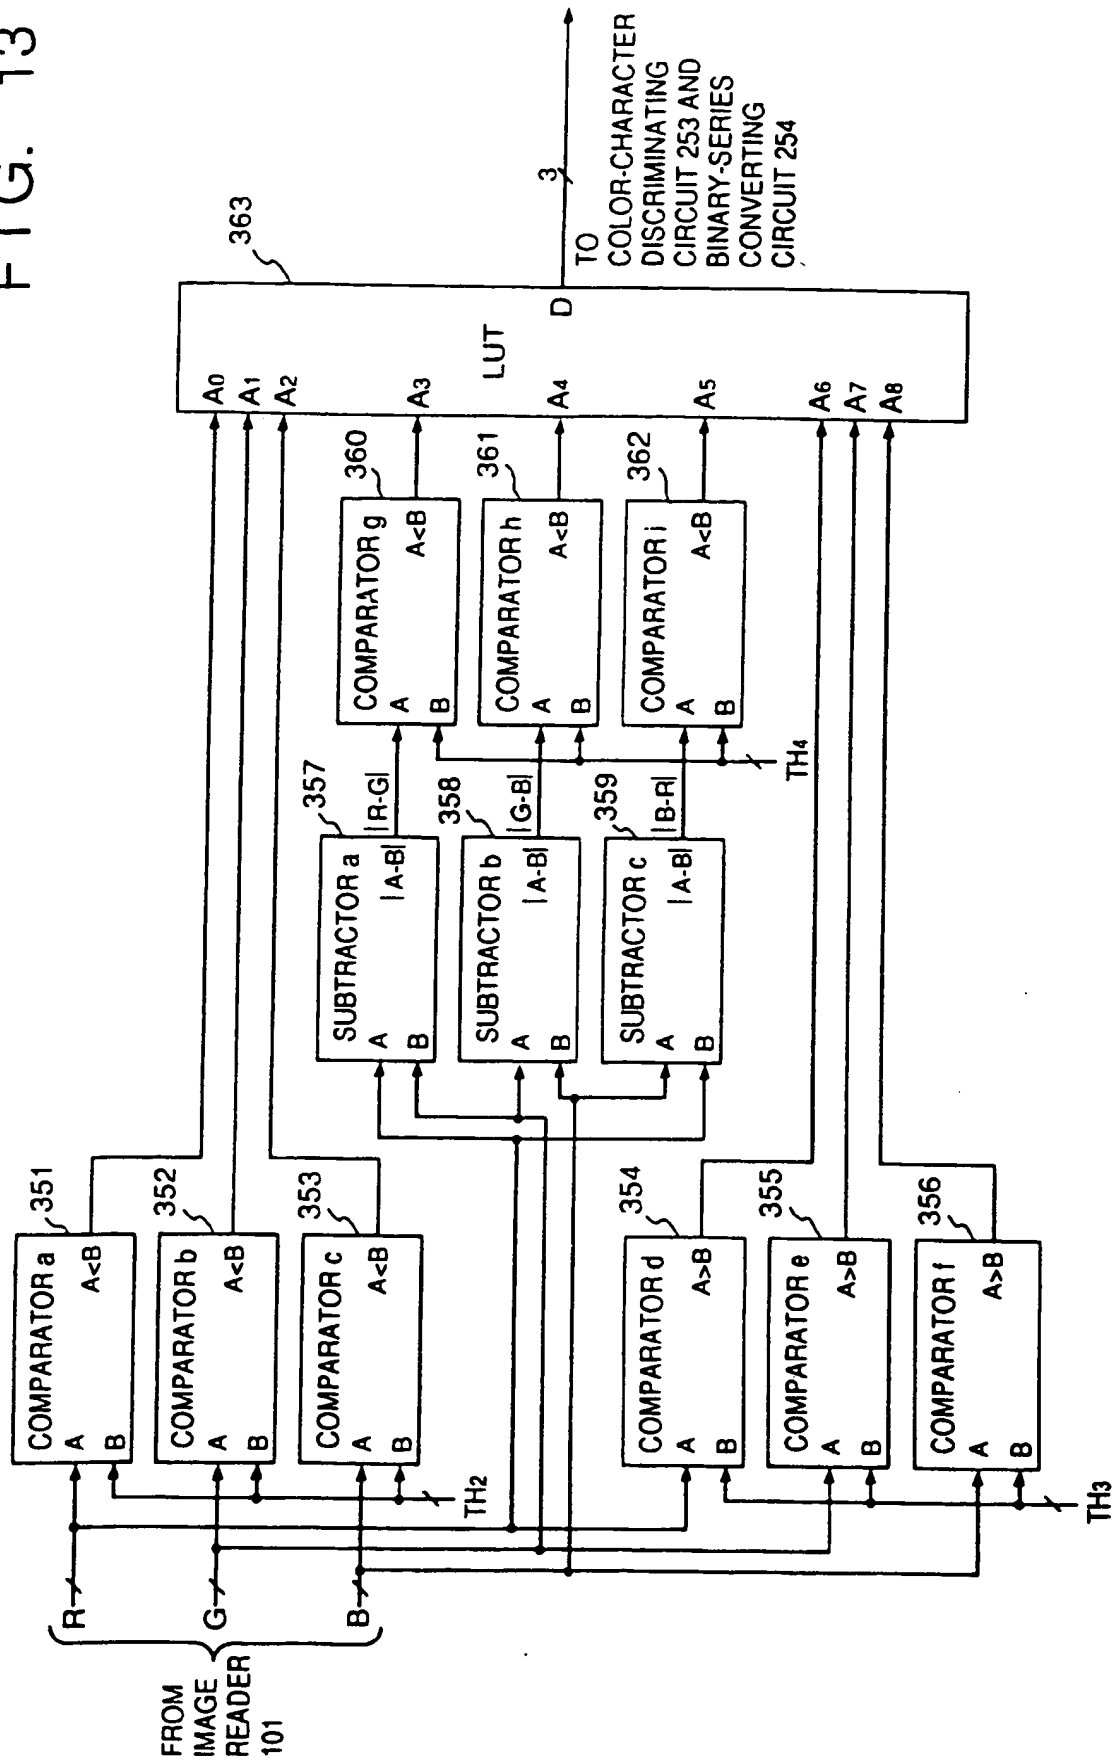 FIG. 13
FROM
IMAGE
READER
101
R
G
B
COMPARATOR a
A
B
A<B
351
COMPARATOR b
A
B
A<B
352
COMPARATOR c
A
B
A<B
353
TH2
COMPARATOR d
A
B
A>B
354
COMPARATOR e
A
B
A>B
355
COMPARATOR f
A
B
A>B
356
TH3
SUBTRACTOR a
A
B
|A-B|
357
|R-G|
SUBTRACTOR b
A
B
|A-B|
358
|G-B|
SUBTRACTOR c
A
B
|A-B|
359
|B-R|
COMPARATOR g
A
B
A<B
360
COMPARATOR h
A
B
A<B
361
COMPARATOR i
A
B
A<B
362
TH4
A0
A1
A2
A3
A4
A5
A6
A7
A8
LUT
D
363
3
TO
COLOR-CHARACTER
DISCRIMINATING
CIRCUIT 253 AND
BINARY-SERIES
CONVERTING
CIRCUIT 254